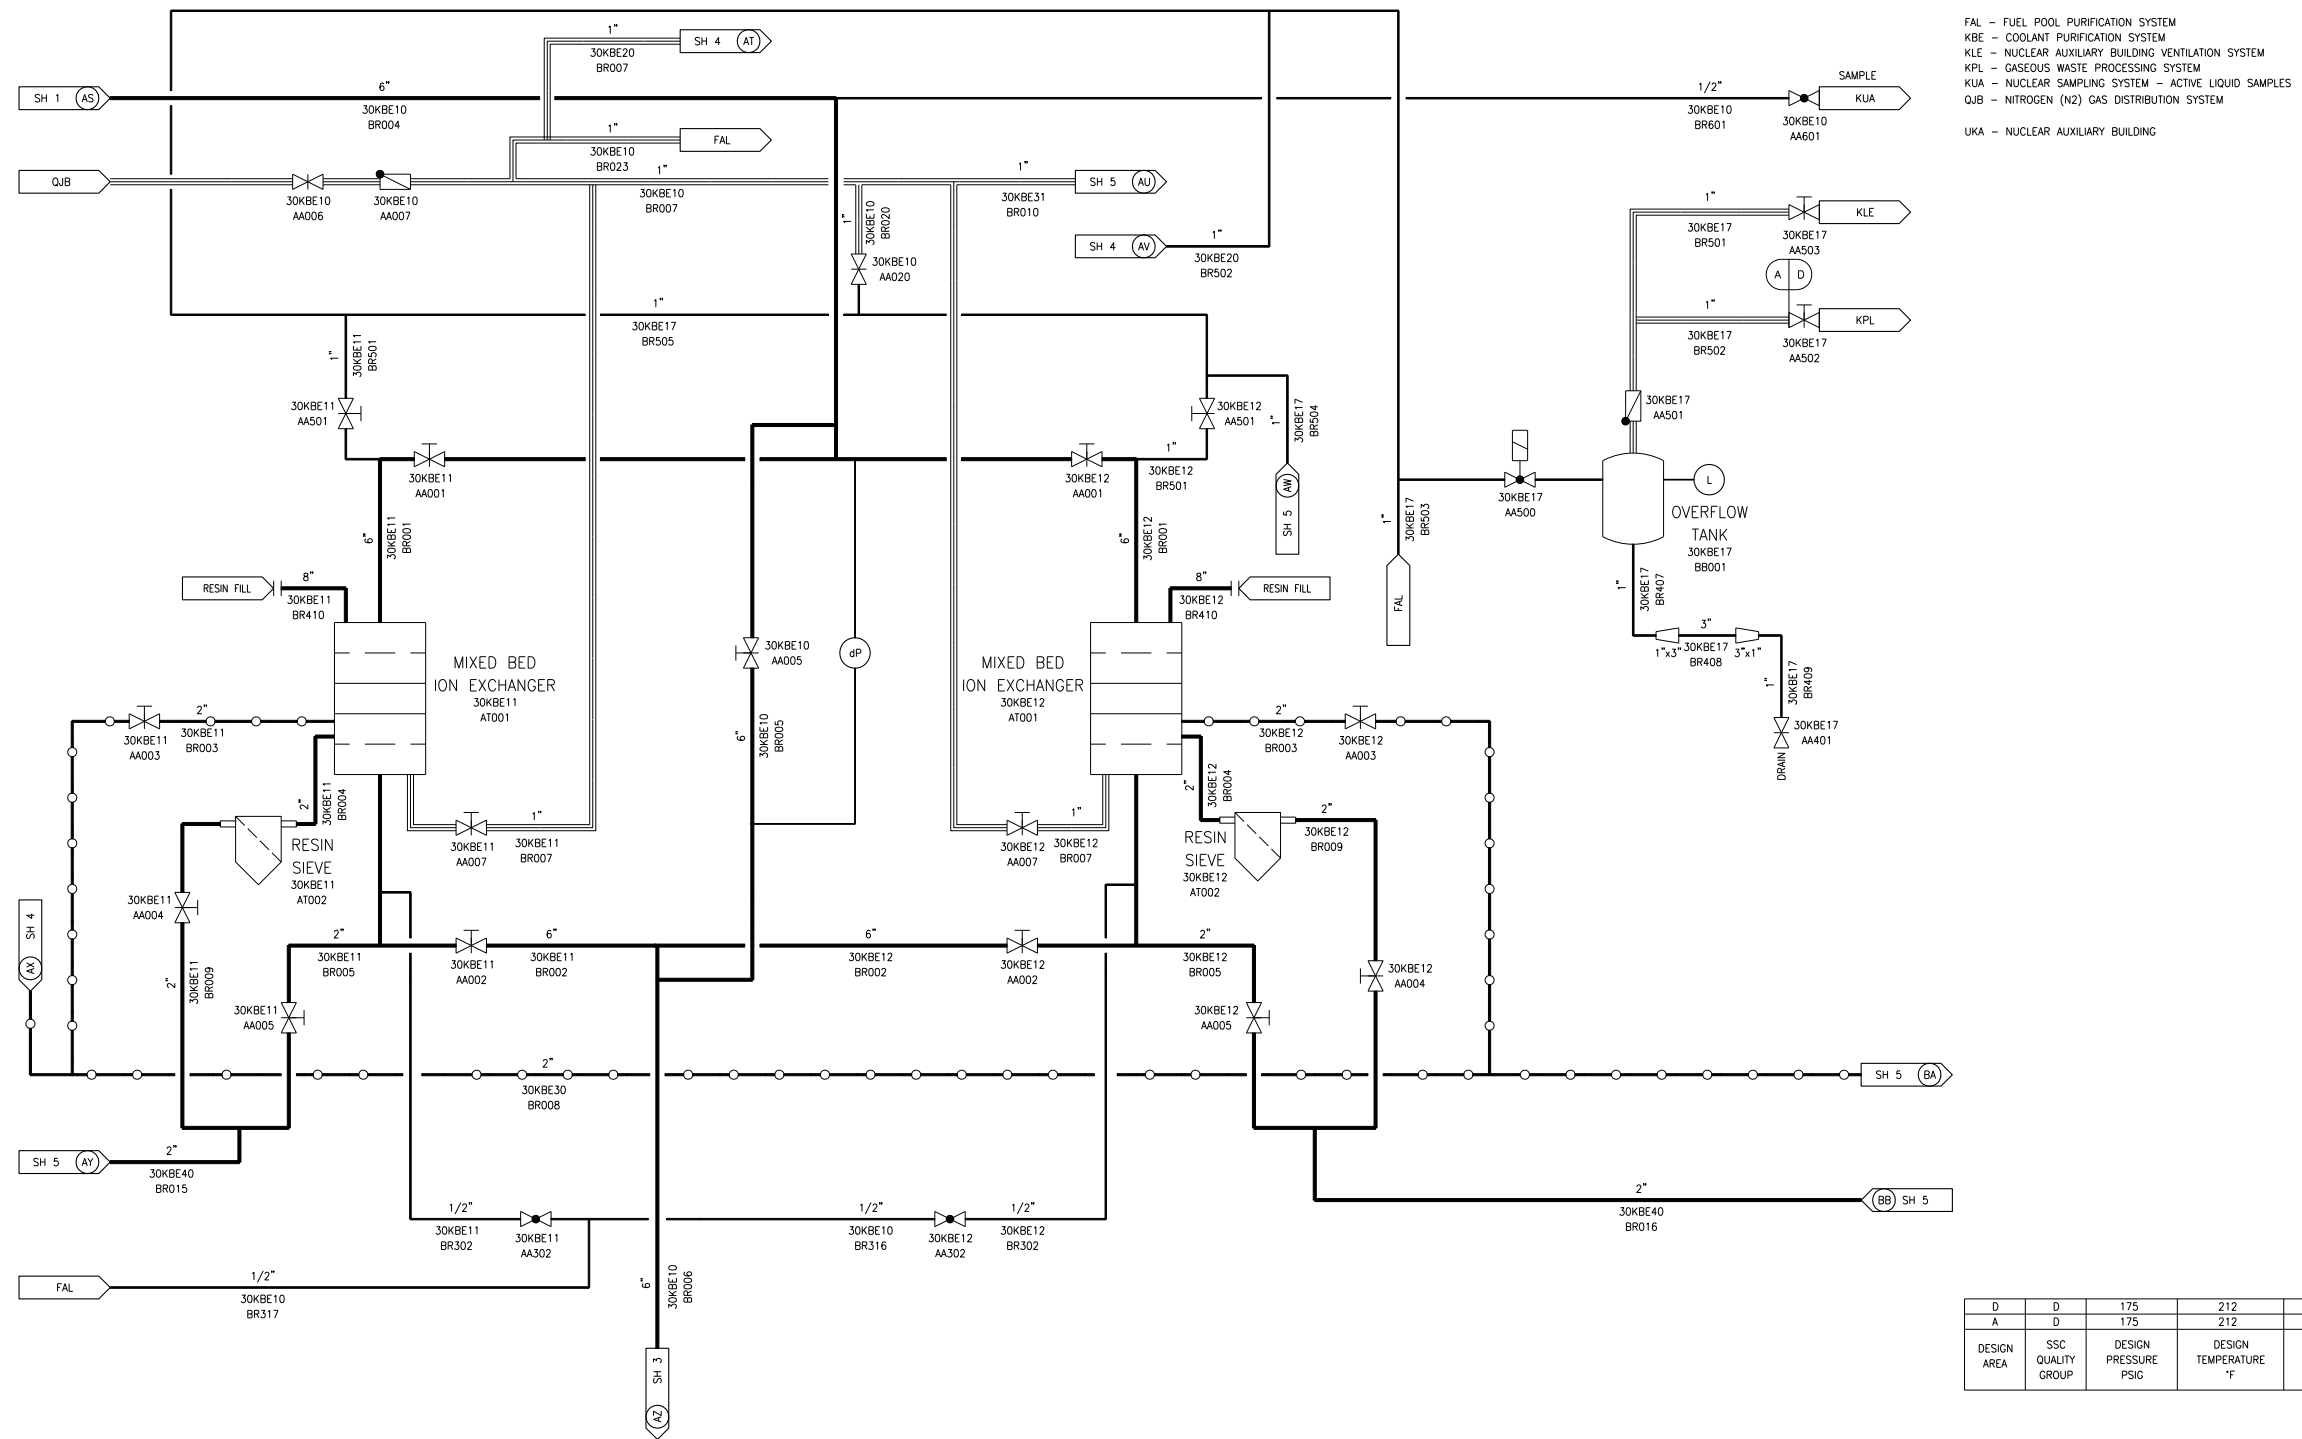 FAL – FUEL POOL PURIFICATION SYSTEM
KBE – COOLANT PURIFICATION SYSTEM
KLE – NUCLEAR AUXILIARY BUILDING VENTILATION SYSTEM
KPL – GASEOUS WASTE PROCESSING SYSTEM
KUA – NUCLEAR SAMPLING SYSTEM – ACTIVE LIQUID SAMPLES
QJB – NITROGEN (N2) GAS DISTRIBUTION SYSTEM
UKA – NUCLEAR AUXILIARY BUILDING
1"
30KBE20
BR007
SH 4 AT
SH 1 AS
6"
30KBE10
BR004
1/2"
30KBE10
BR601
SAMPLE
KUA
30KBE10
AA601
1"
30KBE10
BR023
FAL
QJB
30KBE10
AA006
30KBE10
AA007
1"
30KBE10
BR007
1"
30KBE31
BR010
SH 5 AU
1"
30KBE10
BR020
30KBE10
AA020
SH 4 AV
1"
30KBE20
BR502
1"
30KBE17
BR501
KLE
30KBE17
AA503
A D
1"
30KBE17
BR502
KPL
30KBE17
AA502
1"
30KBE17
BR505
1"
30KBE11
BR501
30KBE11
AA501
30KBE11
AA001
30KBE12
AA501
1"
30KBE12
BR501
30KBE12
AA001
1"
30KBE17
BR504
SH 5 AW
30KBE17
AA501
30KBE17
AA500
L
OVERFLOW
TANK
30KBE17
BB001
1"
30KBE17
BR503
FAL
6"
30KBE11
BR001
6"
30KBE12
BR001
RESIN FILL
8"
30KBE11
BR410
8"
30KBE12
BR410
RESIN FILL
1"
30KBE17
BR407
3"
1"x3"
30KBE17
BR408
3"x1"
1"
30KBE17
BR409
30KBE17
AA401
DRAIN
MIXED BED
ION EXCHANGER
30KBE11
AT001
30KBE10
AA005
dP
MIXED BED
ION EXCHANGER
30KBE12
AT001
2"
30KBE11
AA003
30KBE11
BR003
6"
30KBE10
BR005
2"
30KBE12
BR003
30KBE12
AA003
2"
30KBE11
BR004
2"
30KBE12
BR004
RESIN
SIEVE
30KBE11
AT002
30KBE11
AA007
1"
30KBE11
BR007
30KBE12
AA007
1"
30KBE12
BR007
RESIN
SIEVE
30KBE12
AT002
2"
30KBE12
BR009
30KBE11
AA004
SH 4 AX
2"
30KBE11
BR009
2"
30KBE11
BR005
30KBE11
AA002
6"
30KBE11
BR002
6"
30KBE12
BR002
30KBE12
AA002
2"
30KBE12
BR005
30KBE12
AA004
30KBE11
AA005
30KBE12
AA005
2"
30KBE30
BR008
SH 5 BA
SH 5 AY
2"
30KBE40
BR015
2"
30KBE40
BR016
BB SH 5
1/2"
30KBE11
BR302
30KBE11
AA302
1/2"
30KBE10
BR316
30KBE12
AA302
1/2"
30KBE12
BR302
FAL
1/2"
30KBE10
BR317
6"
30KBE10
BR006
SH 3 AZ
D D 175 212
A D 175 212
DESIGN
AREA
SSC
QUALITY
GROUP
DESIGN
PRESSURE
PSIG
DESIGN
TEMPERATURE
°F